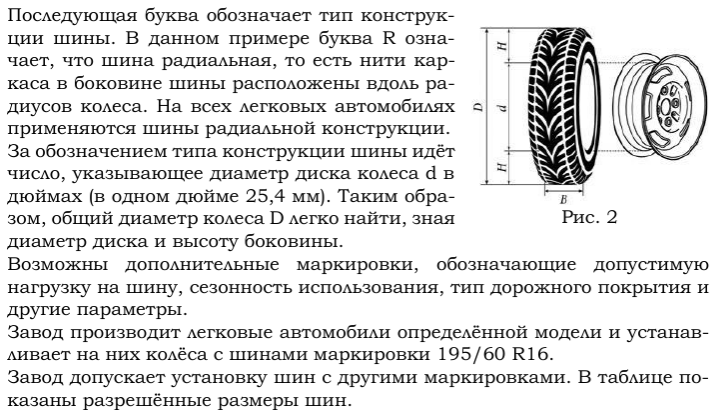 Последующая буква обозначает тип конструк-
ции шины. В данном примере буква R озна-
чает, что шина радиальная, то есть нити кар-
каса в боковине шины расположены вдоль ра-
диусов колеса. На всех легковых автомобилях
применяются шины радиальной конструкции.
За обозначением типа конструкции шины идёт
число, указывающее диаметр диска колеса d в
дюймах (в одном дюйме 25,4 мм). Таким обра-
зом, общий диаметр колеса D легко найти, зная
диаметр диска и высоту боковины.
H
D
d
H
B
Рис. 2
Возможны дополнительные маркировки, обозначающие допустимую
нагрузку на шину, сезонность использования, тип дорожного покрытия и
другие параметры.
Завод производит легковые автомобили определённой модели и устанав-
ливает на них колёса с шинами маркировки 195/60 R16.
Завод допускает установку шин с другими маркировками. В таблице по-
казаны разрешённые размеры шин.